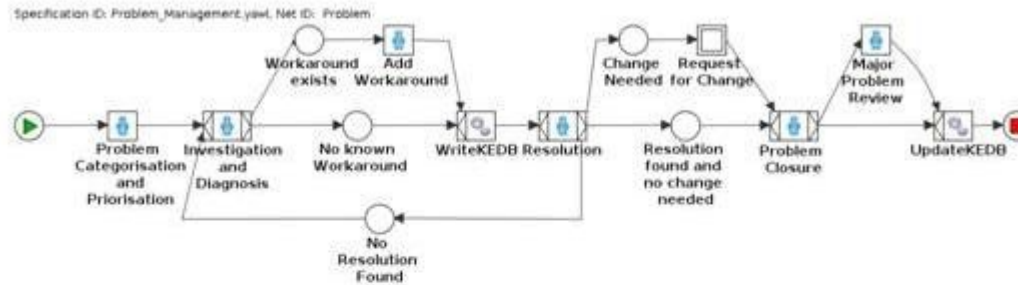 Specification ID: Problem_Management.yawl, Net ID: Problem
Workaround
exists
Add
Workaround
Change
Needed
Request
for Change
Major
Problem
Review
Problem
Categorisation
and
Priorisation
Investigation
and
Diagnosis
No known
Workaround
WriteKEDB
Resolution
Resolution
found and
no change
needed
Problem
Closure
UpdateKEDB
No
Resolution
Found